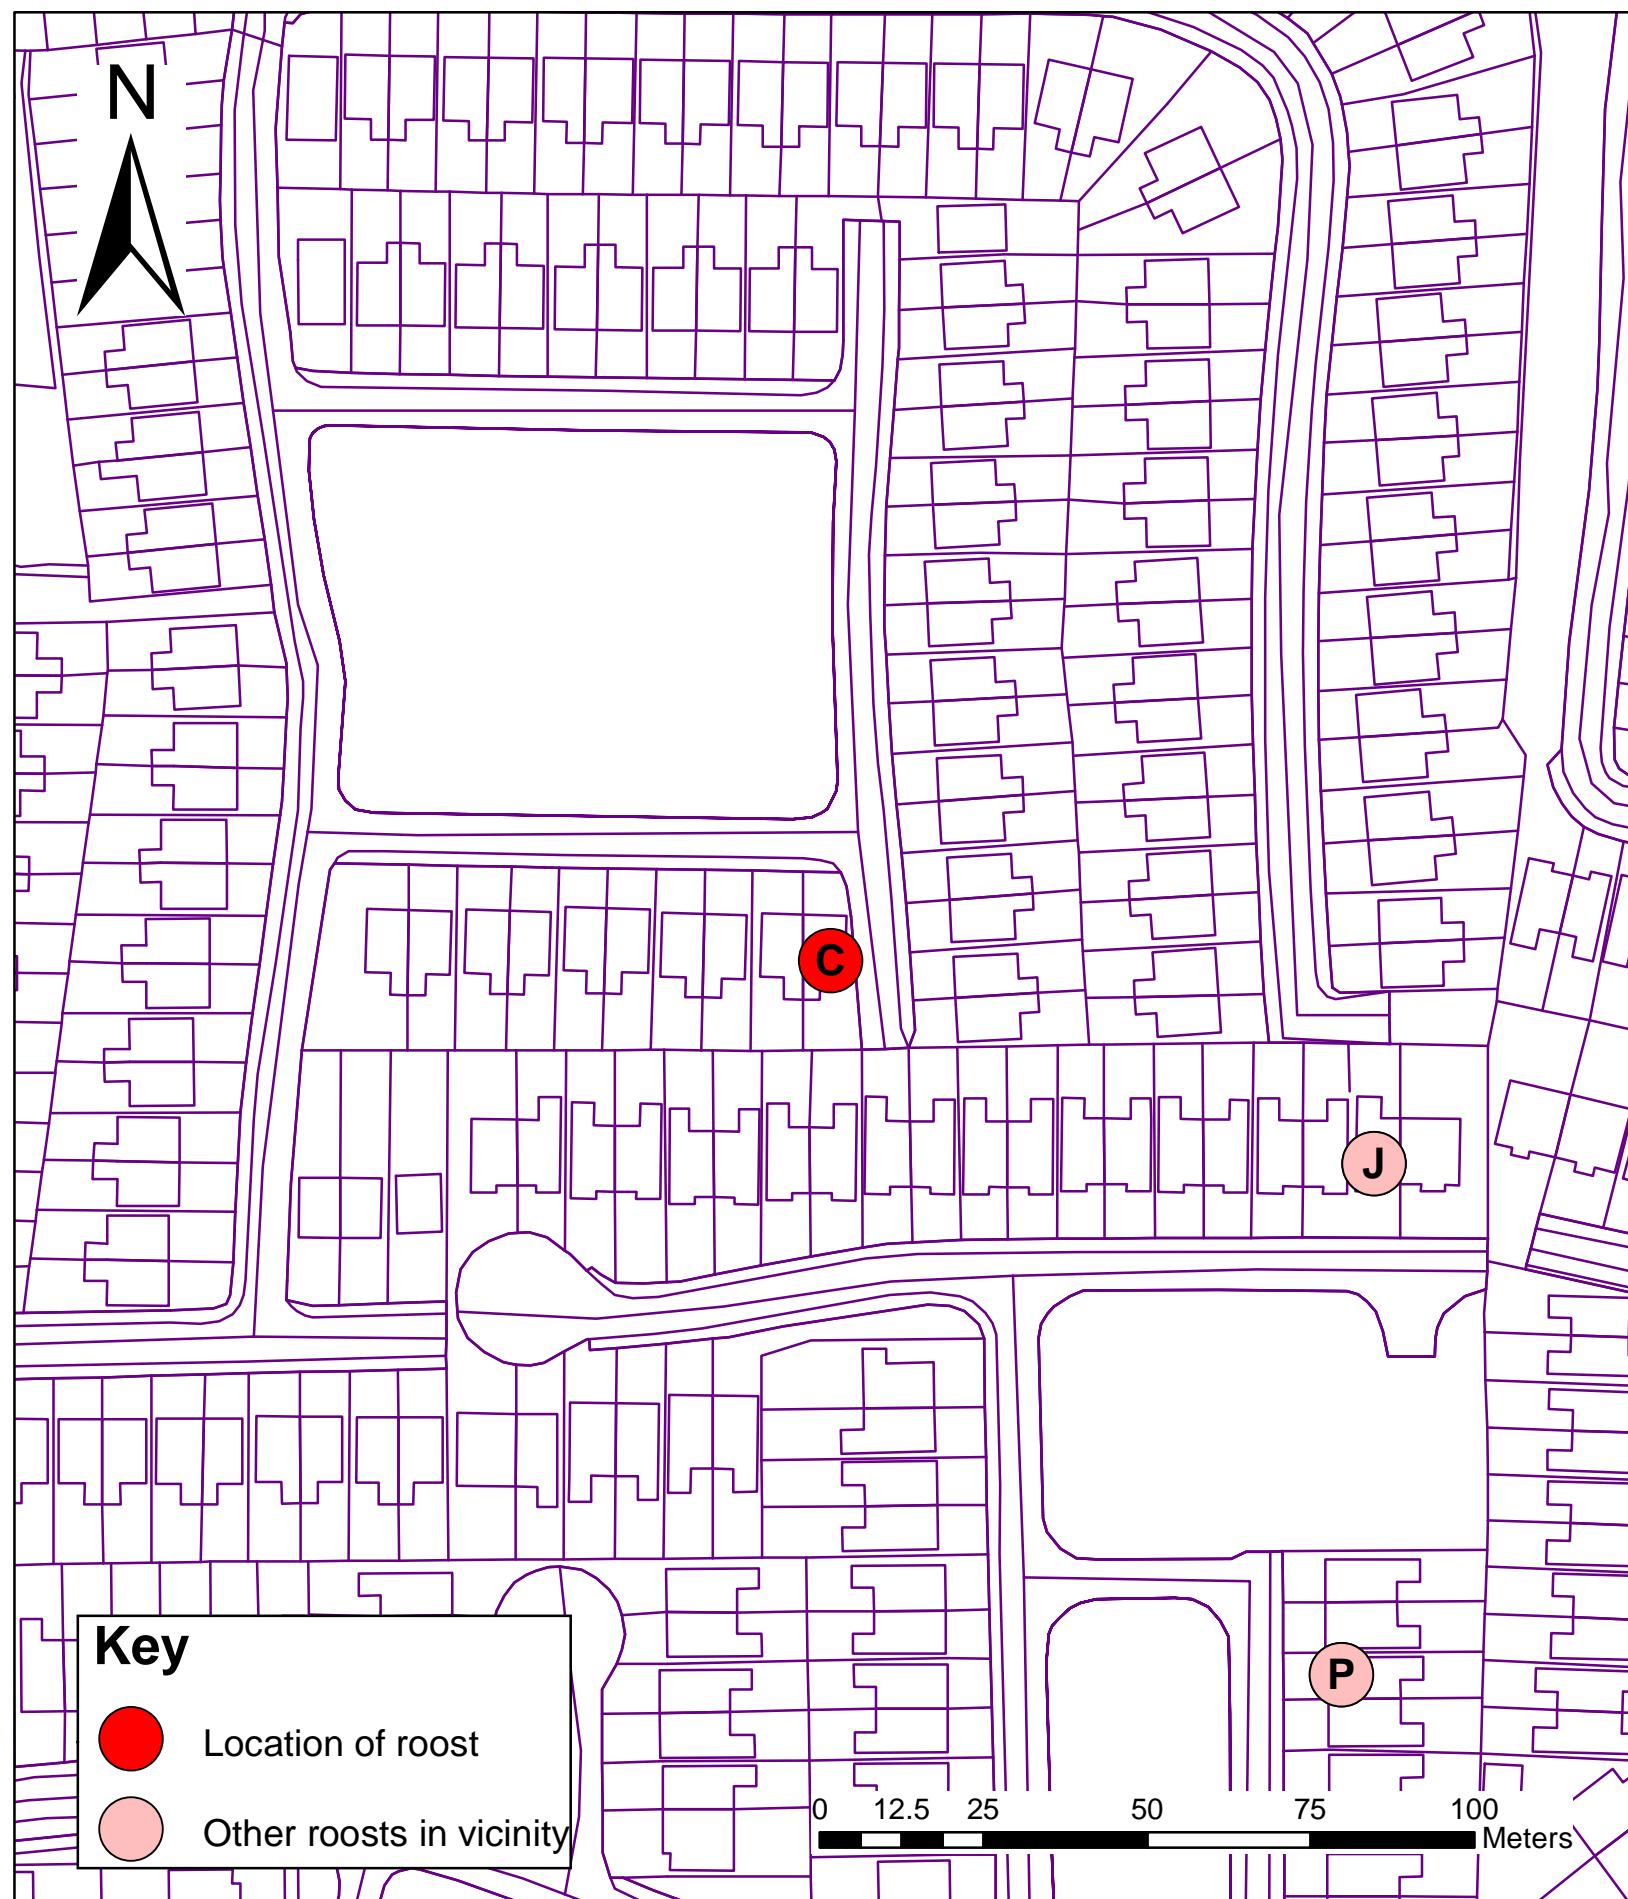 N
C
J
P
Key
Location of roost
Other roosts in vicinity
0 12.5 25 50 75 100
Meters